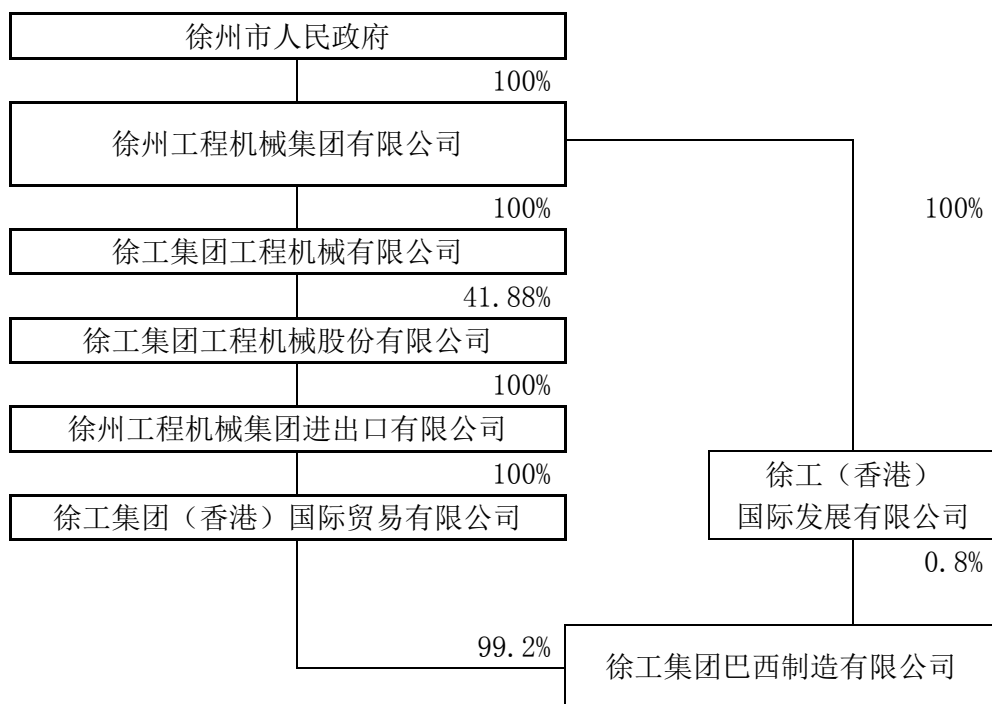 徐州市人民政府
100%
徐州工程机械集团有限公司
100%
100%
徐工集团工程机械有限公司
41.88%
徐工集团工程机械股份有限公司
100%
徐州工程机械集团进出口有限公司
100%
徐工集团（香港）国际贸易有限公司
徐工（香港）
国际发展有限公司
0.8%
99.2%
徐工集团巴西制造有限公司